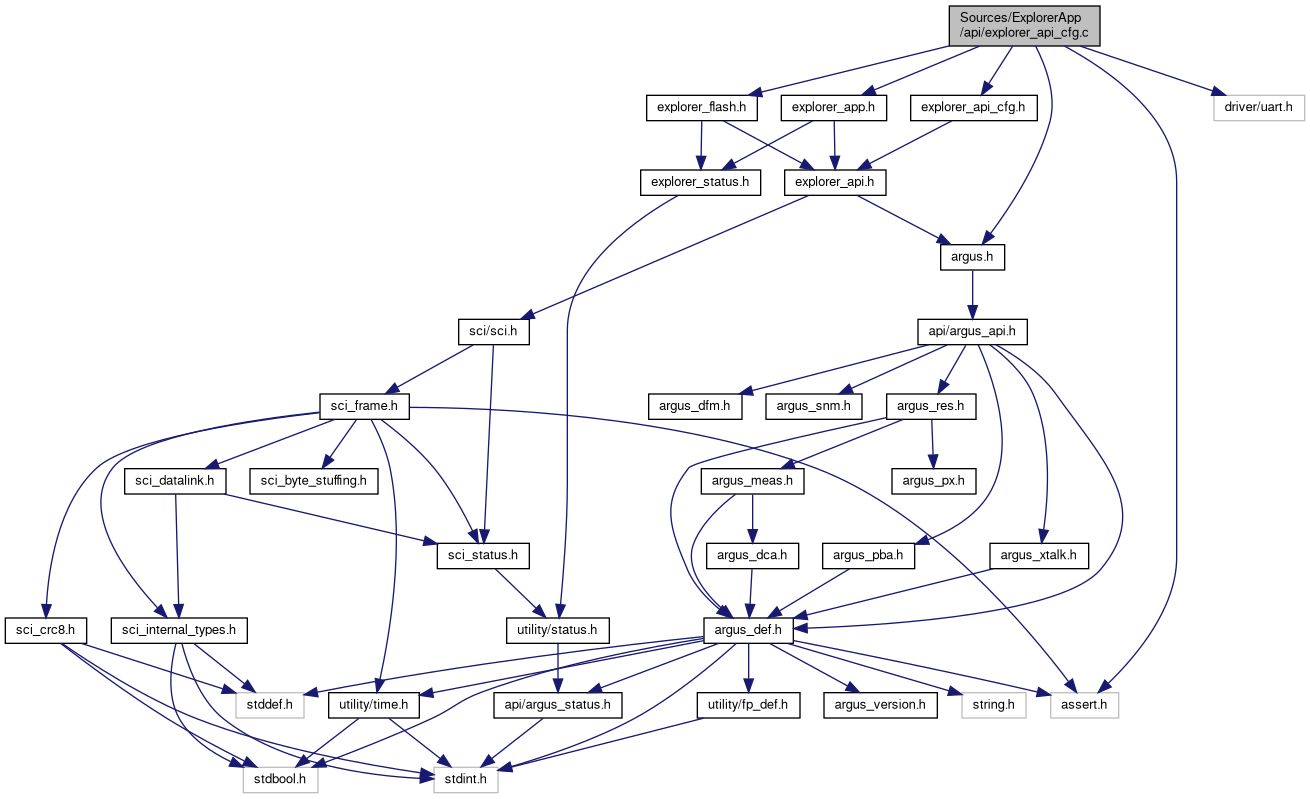 Sources/ExplorerApp
/api/explorer_api_cfg.c
explorer_flash.h
explorer_app.h
explorer_api_cfg.h
driver/uart.h
explorer_status.h
explorer_api.h
argus.h
sci/sci.h
api/argus_api.h
sci_frame.h
argus_dfm.h
argus_snm.h
argus_res.h
sci_datalink.h
sci_byte_stuffing.h
argus_meas.h
argus_px.h
sci_status.h
argus_dca.h
argus_pba.h
argus_xtalk.h
sci_crc8.h
sci_internal_types.h
utility/status.h
argus_def.h
stddef.h
utility/time.h
api/argus_status.h
utility/fp_def.h
argus_version.h
string.h
assert.h
stdbool.h
stdint.h